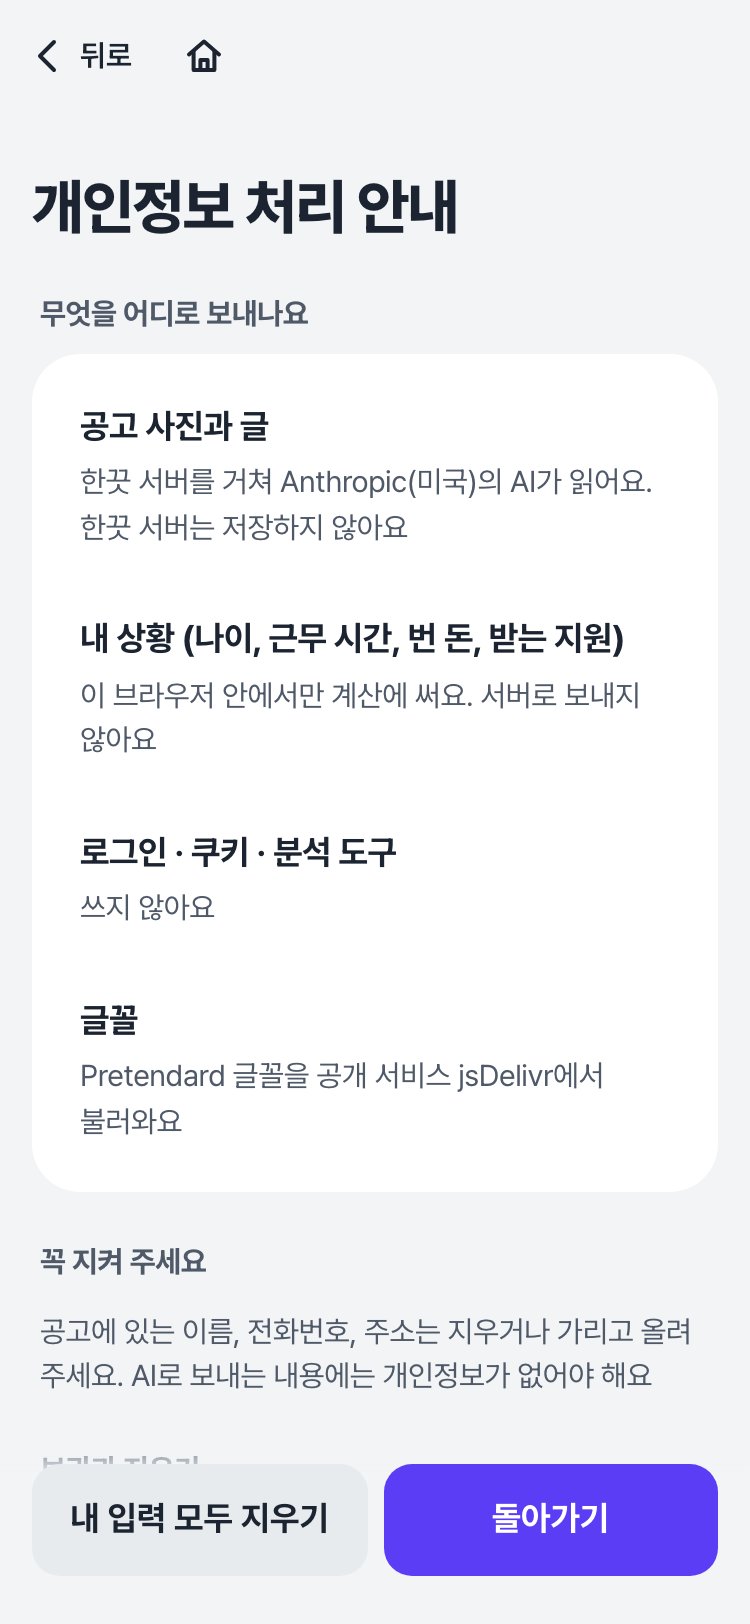 뒤로
개인정보 처리 안내
무엇을 어디로 보내나요
공고 사진과 글
한끗 서버를 거쳐 Anthropic(미국)의 AI가 읽어요.
한끗 서버는 저장하지 않아요
내 상황 (나이, 근무 시간, 번 돈, 받는 지원)
이 브라우저 안에서만 계산에 써요. 서버로 보내지
않아요
로그인 · 쿠키 · 분석 도구
쓰지 않아요
글꼴
Pretendard 글꼴을 공개 서비스 jsDelivr에서
불러와요
꼭 지켜 주세요
공고에 있는 이름, 전화번호, 주소는 지우거나 가리고 올려
주세요. AI로 보내는 내용에는 개인정보가 없어야 해요
내 입력 모두 지우기
돌아가기